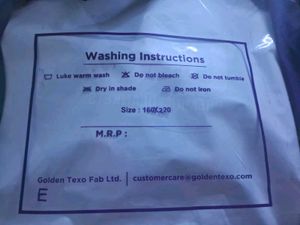 Washing Instructions
Luke warm wash Do not bleach Do not tumble
Dry in shade Do not iron
Size : 160X220
M.R.P :
Golden Texo Fab Ltd. | customercare@goldentexo.com
E